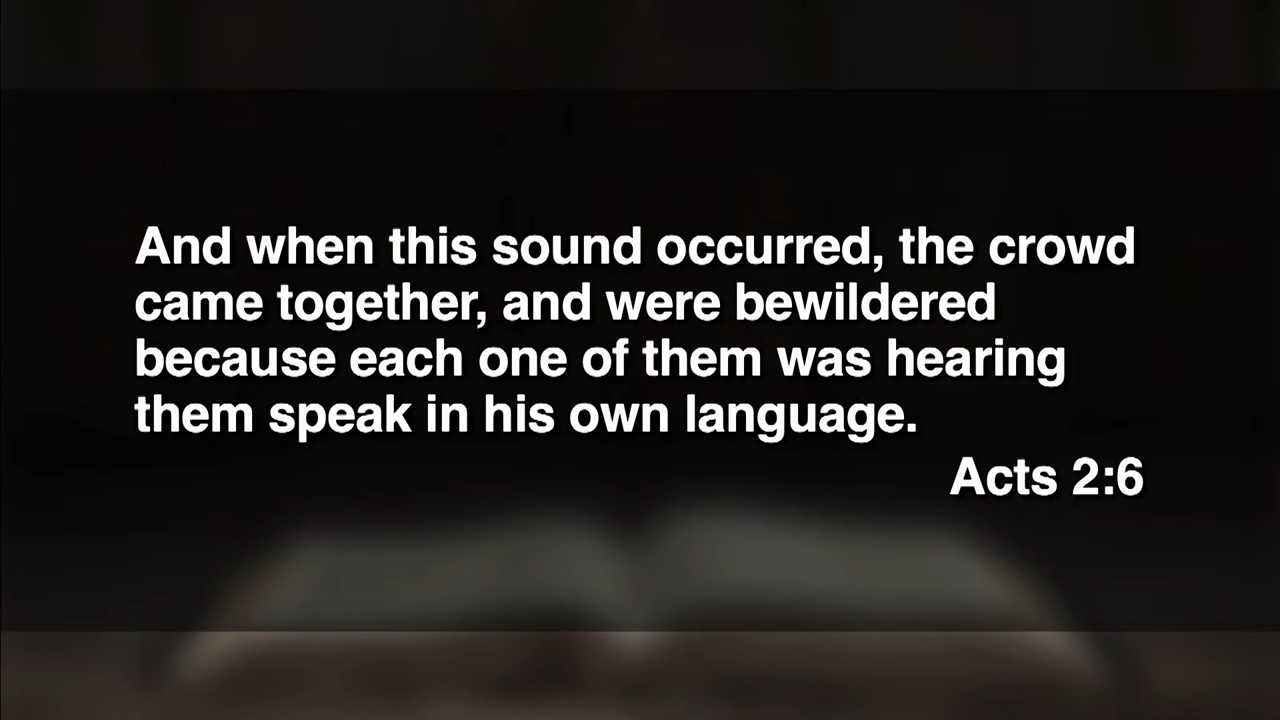 And when this sound occurred, the crowd
came together, and were bewildered
because each one of them was hearing
them speak in his own language.
Acts 2:6